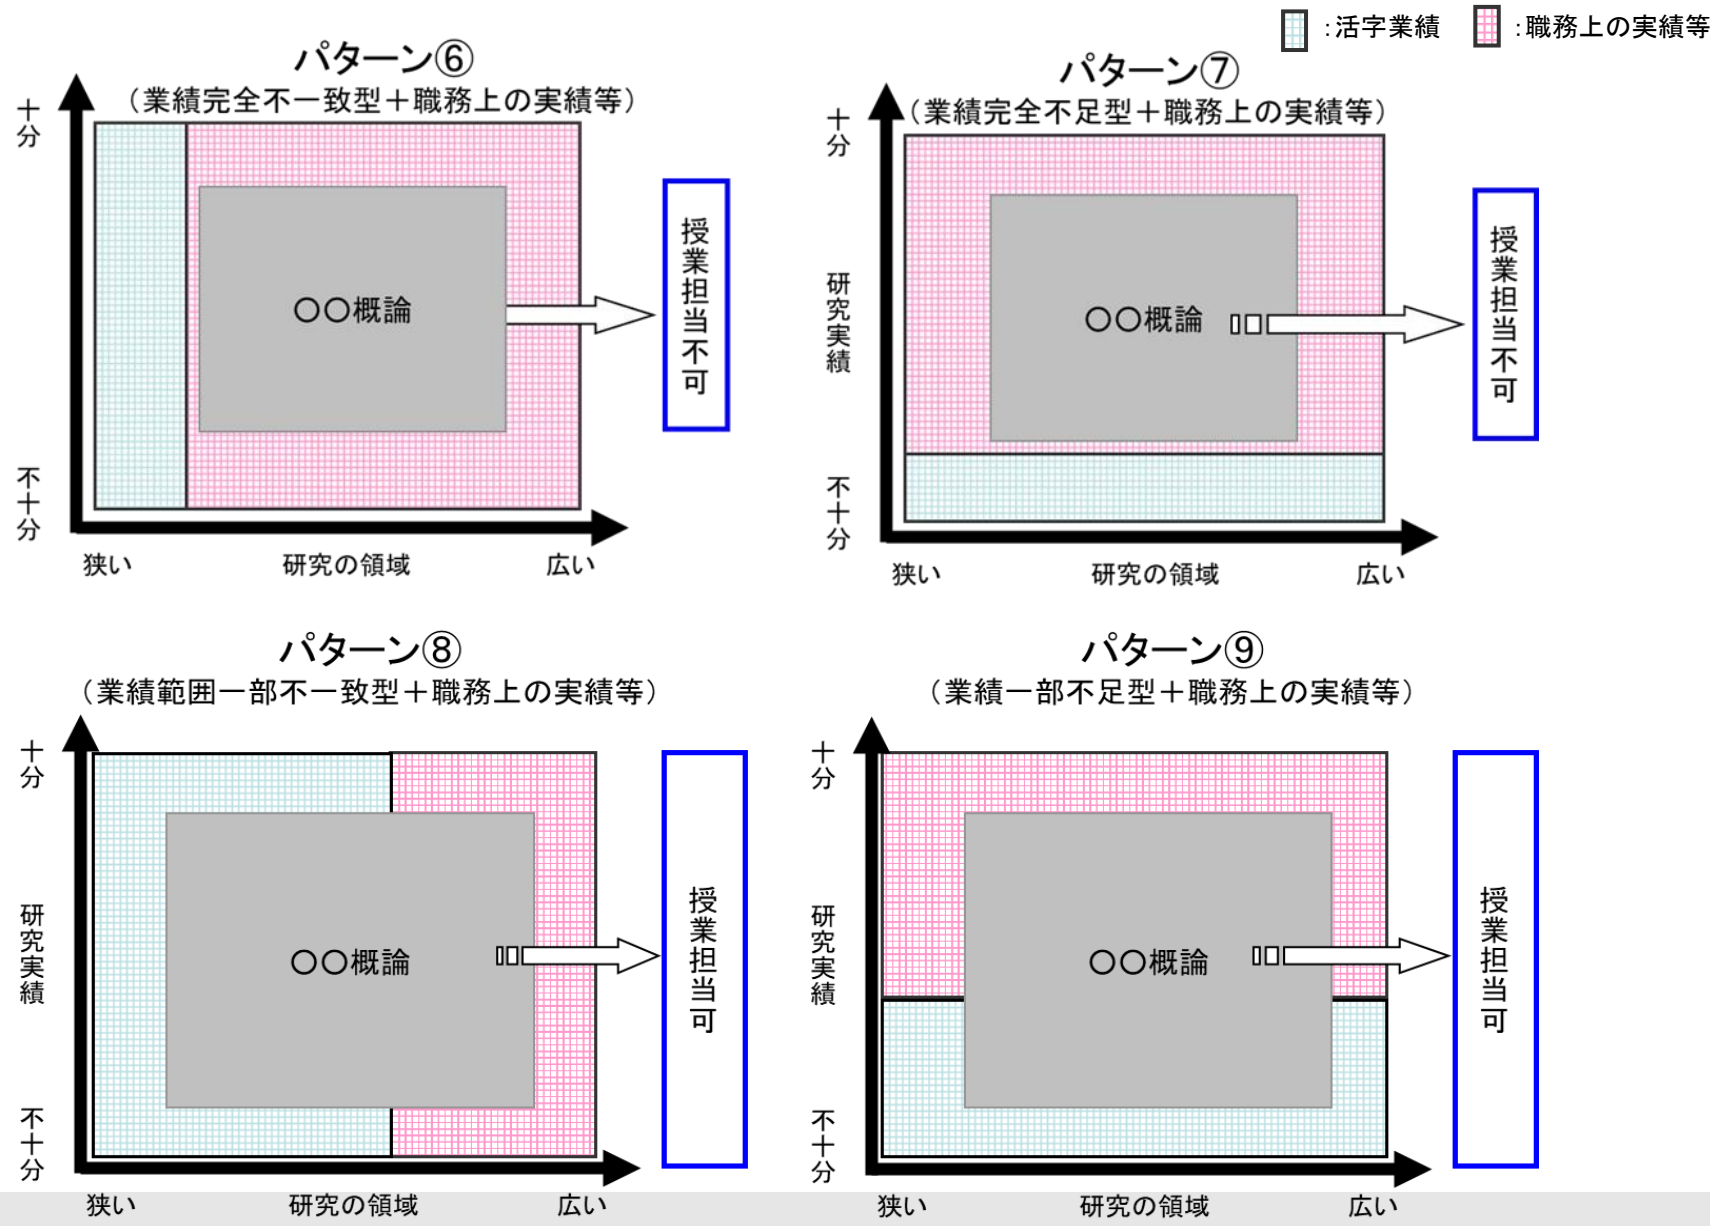 :活字業績
:職務上の実績等
パターン⑥
（業績完全不一致型＋職務上の実績等）
十分
不十分
〇〇概論
授業担当不可
狭い
研究の領域
広い
パターン⑦
（業績完全不足型＋職務上の実績等）
十分
研究実績
不十分
〇〇概論
授業担当不可
狭い
研究の領域
広い
パターン⑧
（業績範囲一部不一致型＋職務上の実績等）
十分
研究実績
不十分
〇〇概論
授業担当可
狭い
研究の領域
広い
パターン⑨
（業績一部不足型＋職務上の実績等）
十分
研究実績
不十分
〇〇概論
授業担当可
狭い
研究の領域
広い